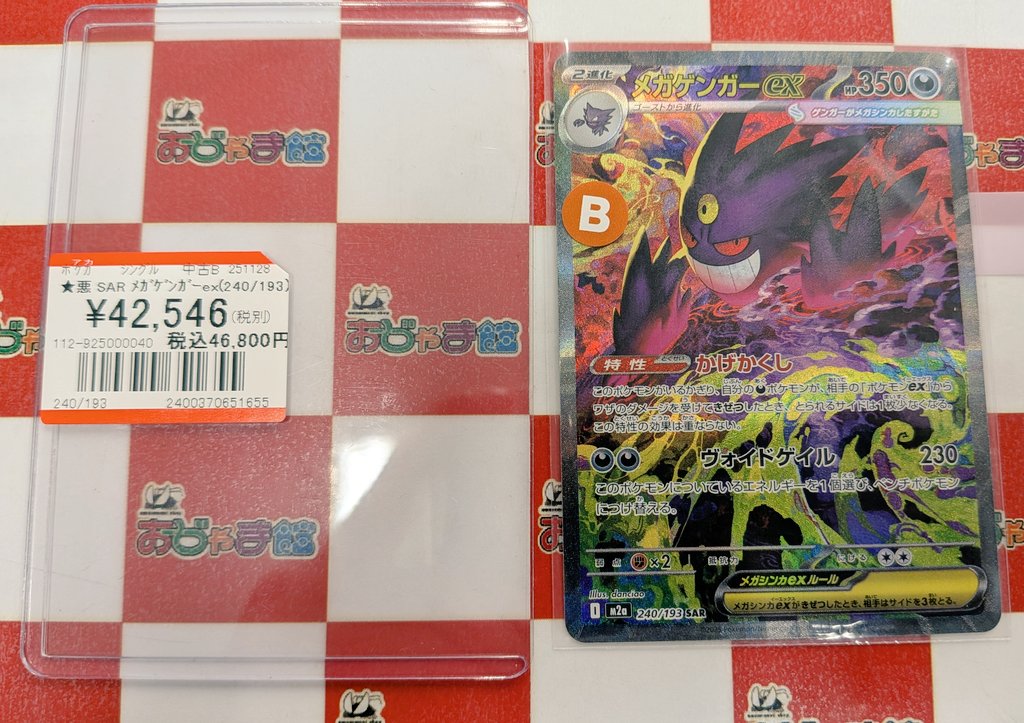 おじゃま館
ポケカ シングル 中古B 251128
★悪 SAR メガゲンガーex(240/193)
¥42,546(税別)
112-925000040 税込46,800円
240/193 2400370651655
おじゃま館
おじゃま館
2進化
メガゲンガーex
HP350
ゴーストから進化
ゲンガーがメガシンカしたすがた
B
特性 かげかくし
このポケモンがいるかぎり、自分の悪ポケモンが、相手の「ポケモンex」から
ワザのダメージを受けてきぜつしたとき、とられるサイドは1枚少なくなる。
この特性の効果は重ならない。
ヴォイドゲイル 230
このポケモンについているエネルギーを1個選び、ベンチポケモン
につけ替える。
弱点 ×2 抵抗力 にげる
メガシンカexルール
メガシンカexがきぜつしたとき、相手はサイドを3枚とる。
Illus. danciao
I m2a 240/193 SAR